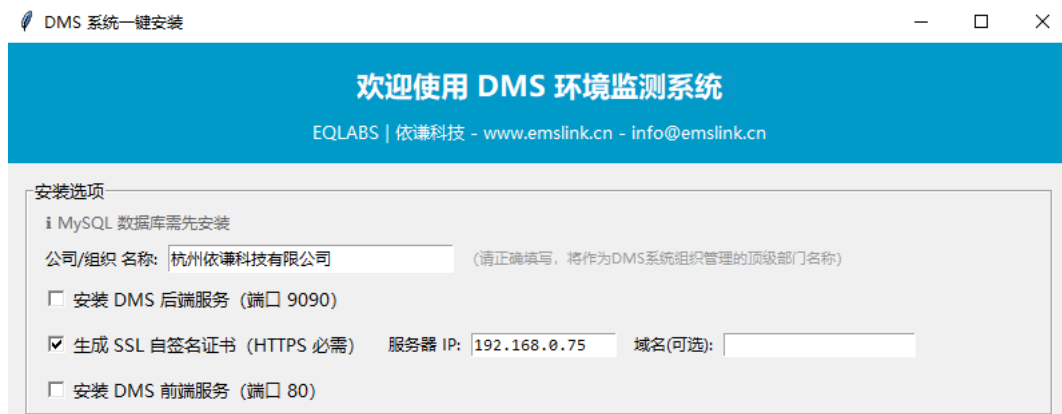 DMS 系统一键安装
欢迎使用 DMS 环境监测系统
EQLABS | 依谦科技 - www.emslink.cn - info@emslink.cn
安装选项
ℹ MySQL 数据库需先安装
公司/组织 名称: 杭州依谦科技有限公司 (请正确填写，将作为DMS系统组织管理的顶级部门名称)
安装 DMS 后端服务（端口 9090）
生成 SSL 自签名证书（HTTPS 必需） 服务器 IP: 192.168.0.75 域名(可选):
安装 DMS 前端服务（端口 80）